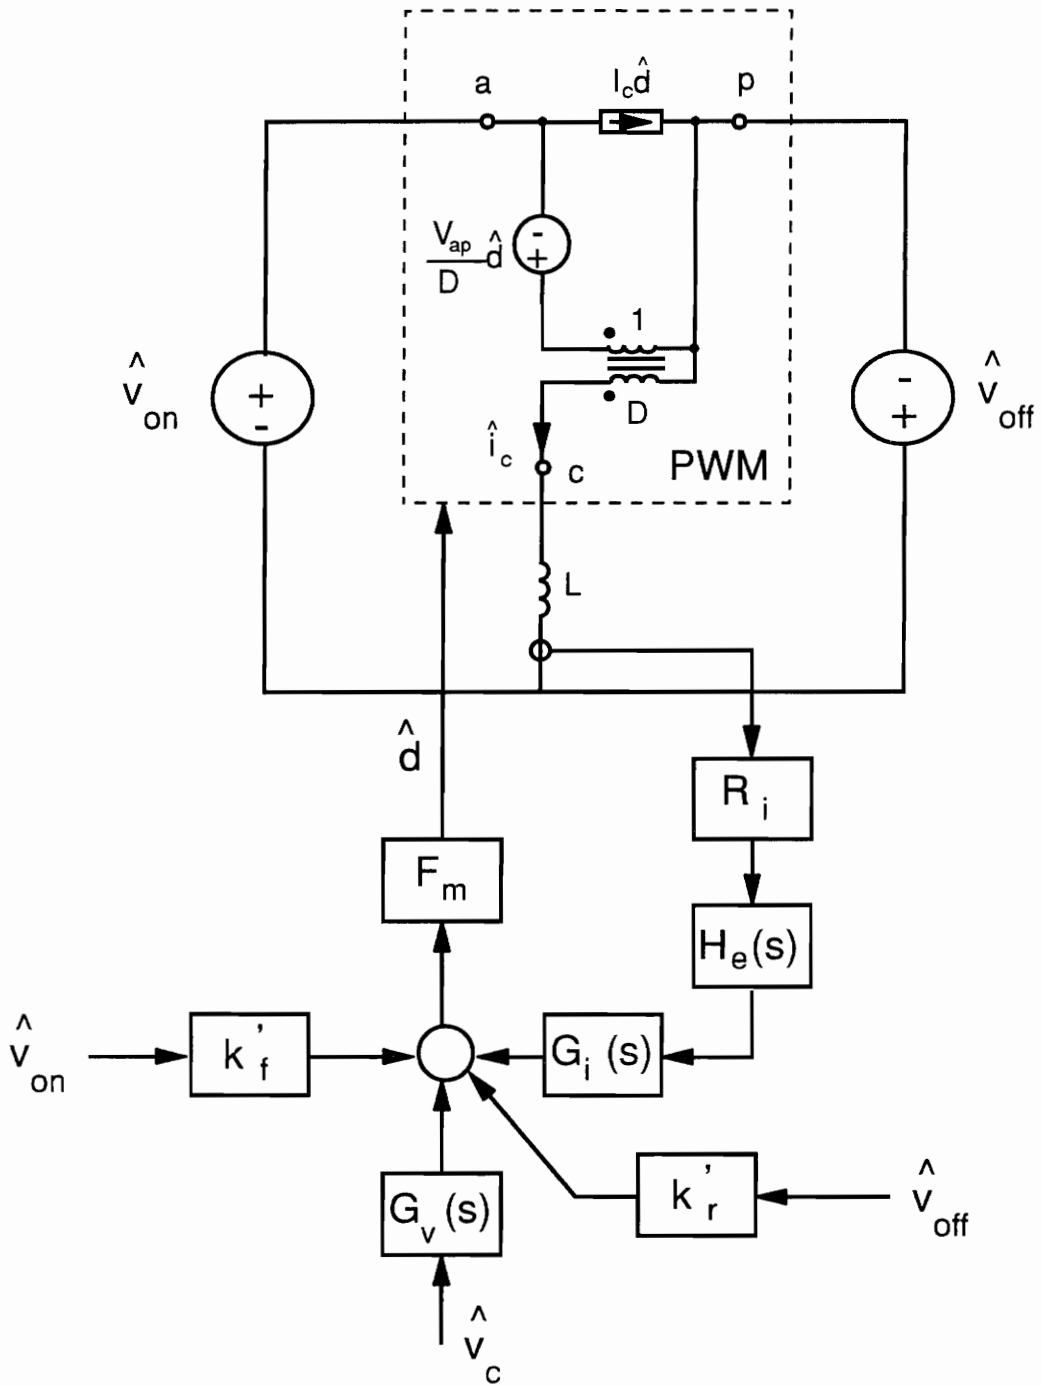 a
I_c d̂
p
- +
V_ap/D d̂
1
D
v̂_on
+ -
- +
v̂_off
î_c
c
PWM
L
d̂
R_i
F_m
H_e(s)
v̂_on
k'_f
G_i(s)
G_v(s)
k'_r
v̂_off
v̂_c